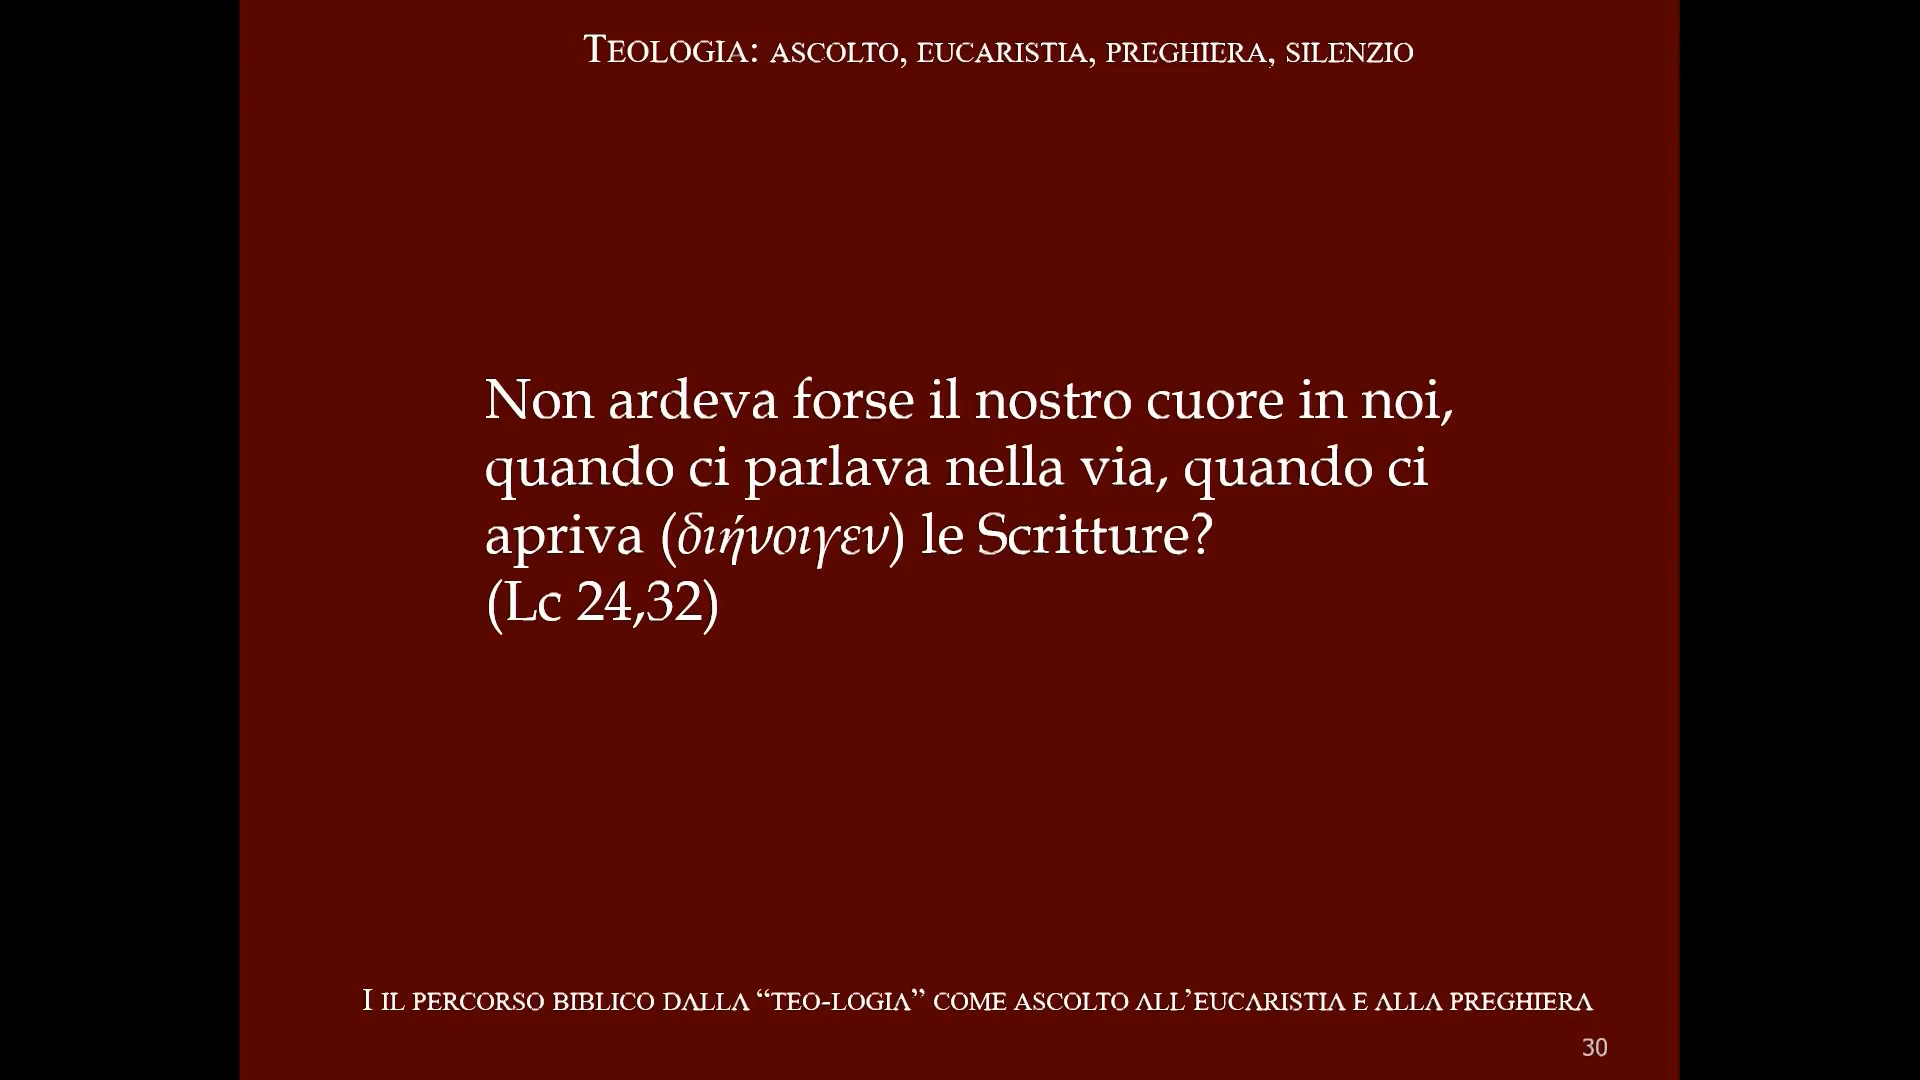 Teologia: ascolto, eucaristia, preghiera, silenzio
Non ardeva forse il nostro cuore in noi,
quando ci parlava nella via, quando ci
apriva (διήνοιγεν) le Scritture?
(Lc 24,32)
I il percorso biblico dalla “teo-logia” come ascolto all’eucaristia e alla preghiera
30